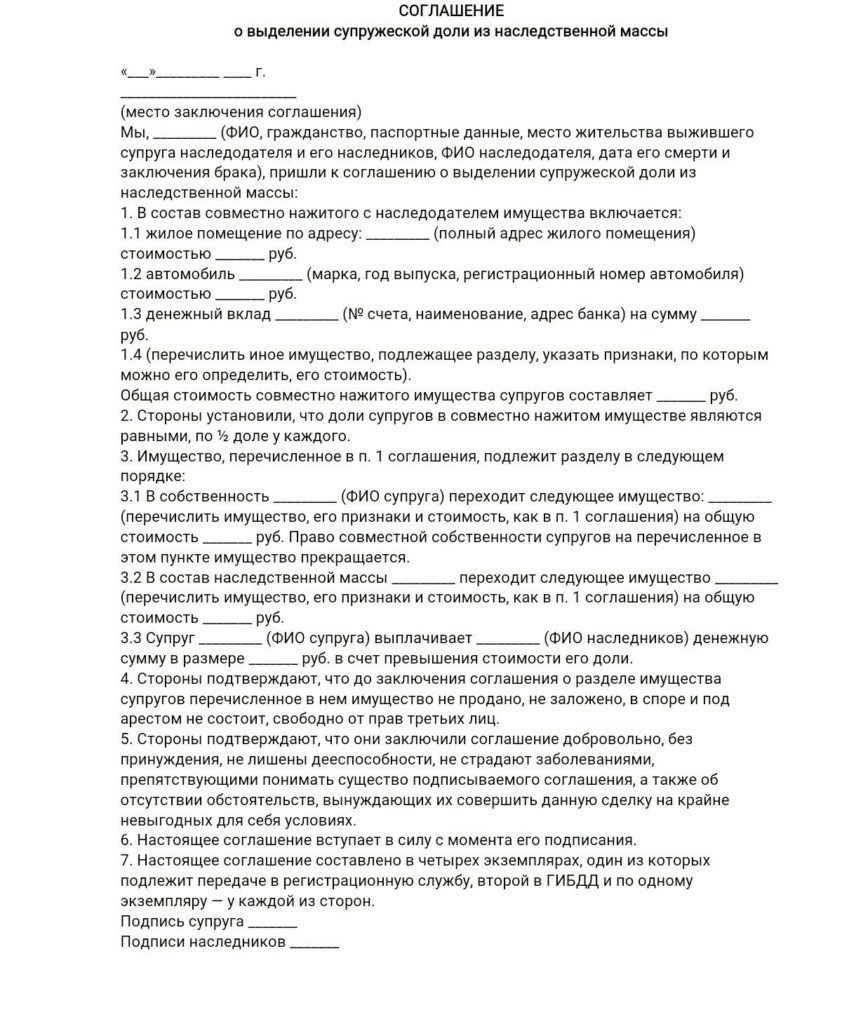 СОГЛАШЕНИЕ
о выделении супружеской доли из наследственной массы
«___»_________ ____ г.
_________________________
(место заключения соглашения)
Мы, _________ (ФИО, гражданство, паспортные данные, место жительства выжившего
супруга наследодателя и его наследников, ФИО наследодателя, дата его смерти и
заключения брака), пришли к соглашению о выделении супружеской доли из
наследственной массы:
1. В состав совместно нажитого с наследодателем имущества включается:
1.1 жилое помещение по адресу: _________ (полный адрес жилого помещения)
стоимостью _______ руб.
1.2 автомобиль _________ (марка, год выпуска, регистрационный номер автомобиля)
стоимостью _______ руб.
1.3 денежный вклад _________ (№ счета, наименование, адрес банка) на сумму _______
руб.
1.4 (перечислить иное имущество, подлежащее разделу, указать признаки, по которым
можно его определить, его стоимость).
Общая стоимость совместно нажитого имущества супругов составляет _______ руб.
2. Стороны установили, что доли супругов в совместно нажитом имуществе являются
равными, по ½ доле у каждого.
3. Имущество, перечисленное в п. 1 соглашения, подлежит разделу в следующем
порядке:
3.1 В собственность _________ (ФИО супруга) переходит следующее имущество: _________
(перечислить имущество, его признаки и стоимость, как в п. 1 соглашения) на общую
стоимость _______ руб. Право совместной собственности супругов на перечисленное в
этом пункте имущество прекращается.
3.2 В состав наследственной массы _________ переходит следующее имущество _________
(перечислить имущество, его признаки и стоимость, как в п. 1 соглашения) на общую
стоимость _______ руб.
3.3 Супруг _________ (ФИО супруга) выплачивает _________ (ФИО наследников) денежную
сумму в размере _______ руб. в счет превышения стоимости его доли.
4. Стороны подтверждают, что до заключения соглашения о разделе имущества
супругов перечисленное в нем имущество не продано, не заложено, в споре и под
арестом не состоит, свободно от прав третьих лиц.
5. Стороны подтверждают, что они заключили соглашение добровольно, без
принуждения, не лишены дееспособности, не страдают заболеваниями,
препятствующими понимать существо подписываемого соглашения, а также об
отсутствии обстоятельств, вынуждающих их совершить данную сделку на крайне
невыгодных для себя условиях.
6. Настоящее соглашение вступает в силу с момента его подписания.
7. Настоящее соглашение составлено в четырех экземплярах, один из которых
подлежит передаче в регистрационную службу, второй в ГИБДД и по одному
экземпляру — у каждой из сторон.
Подпись супруга _______
Подписи наследников _______